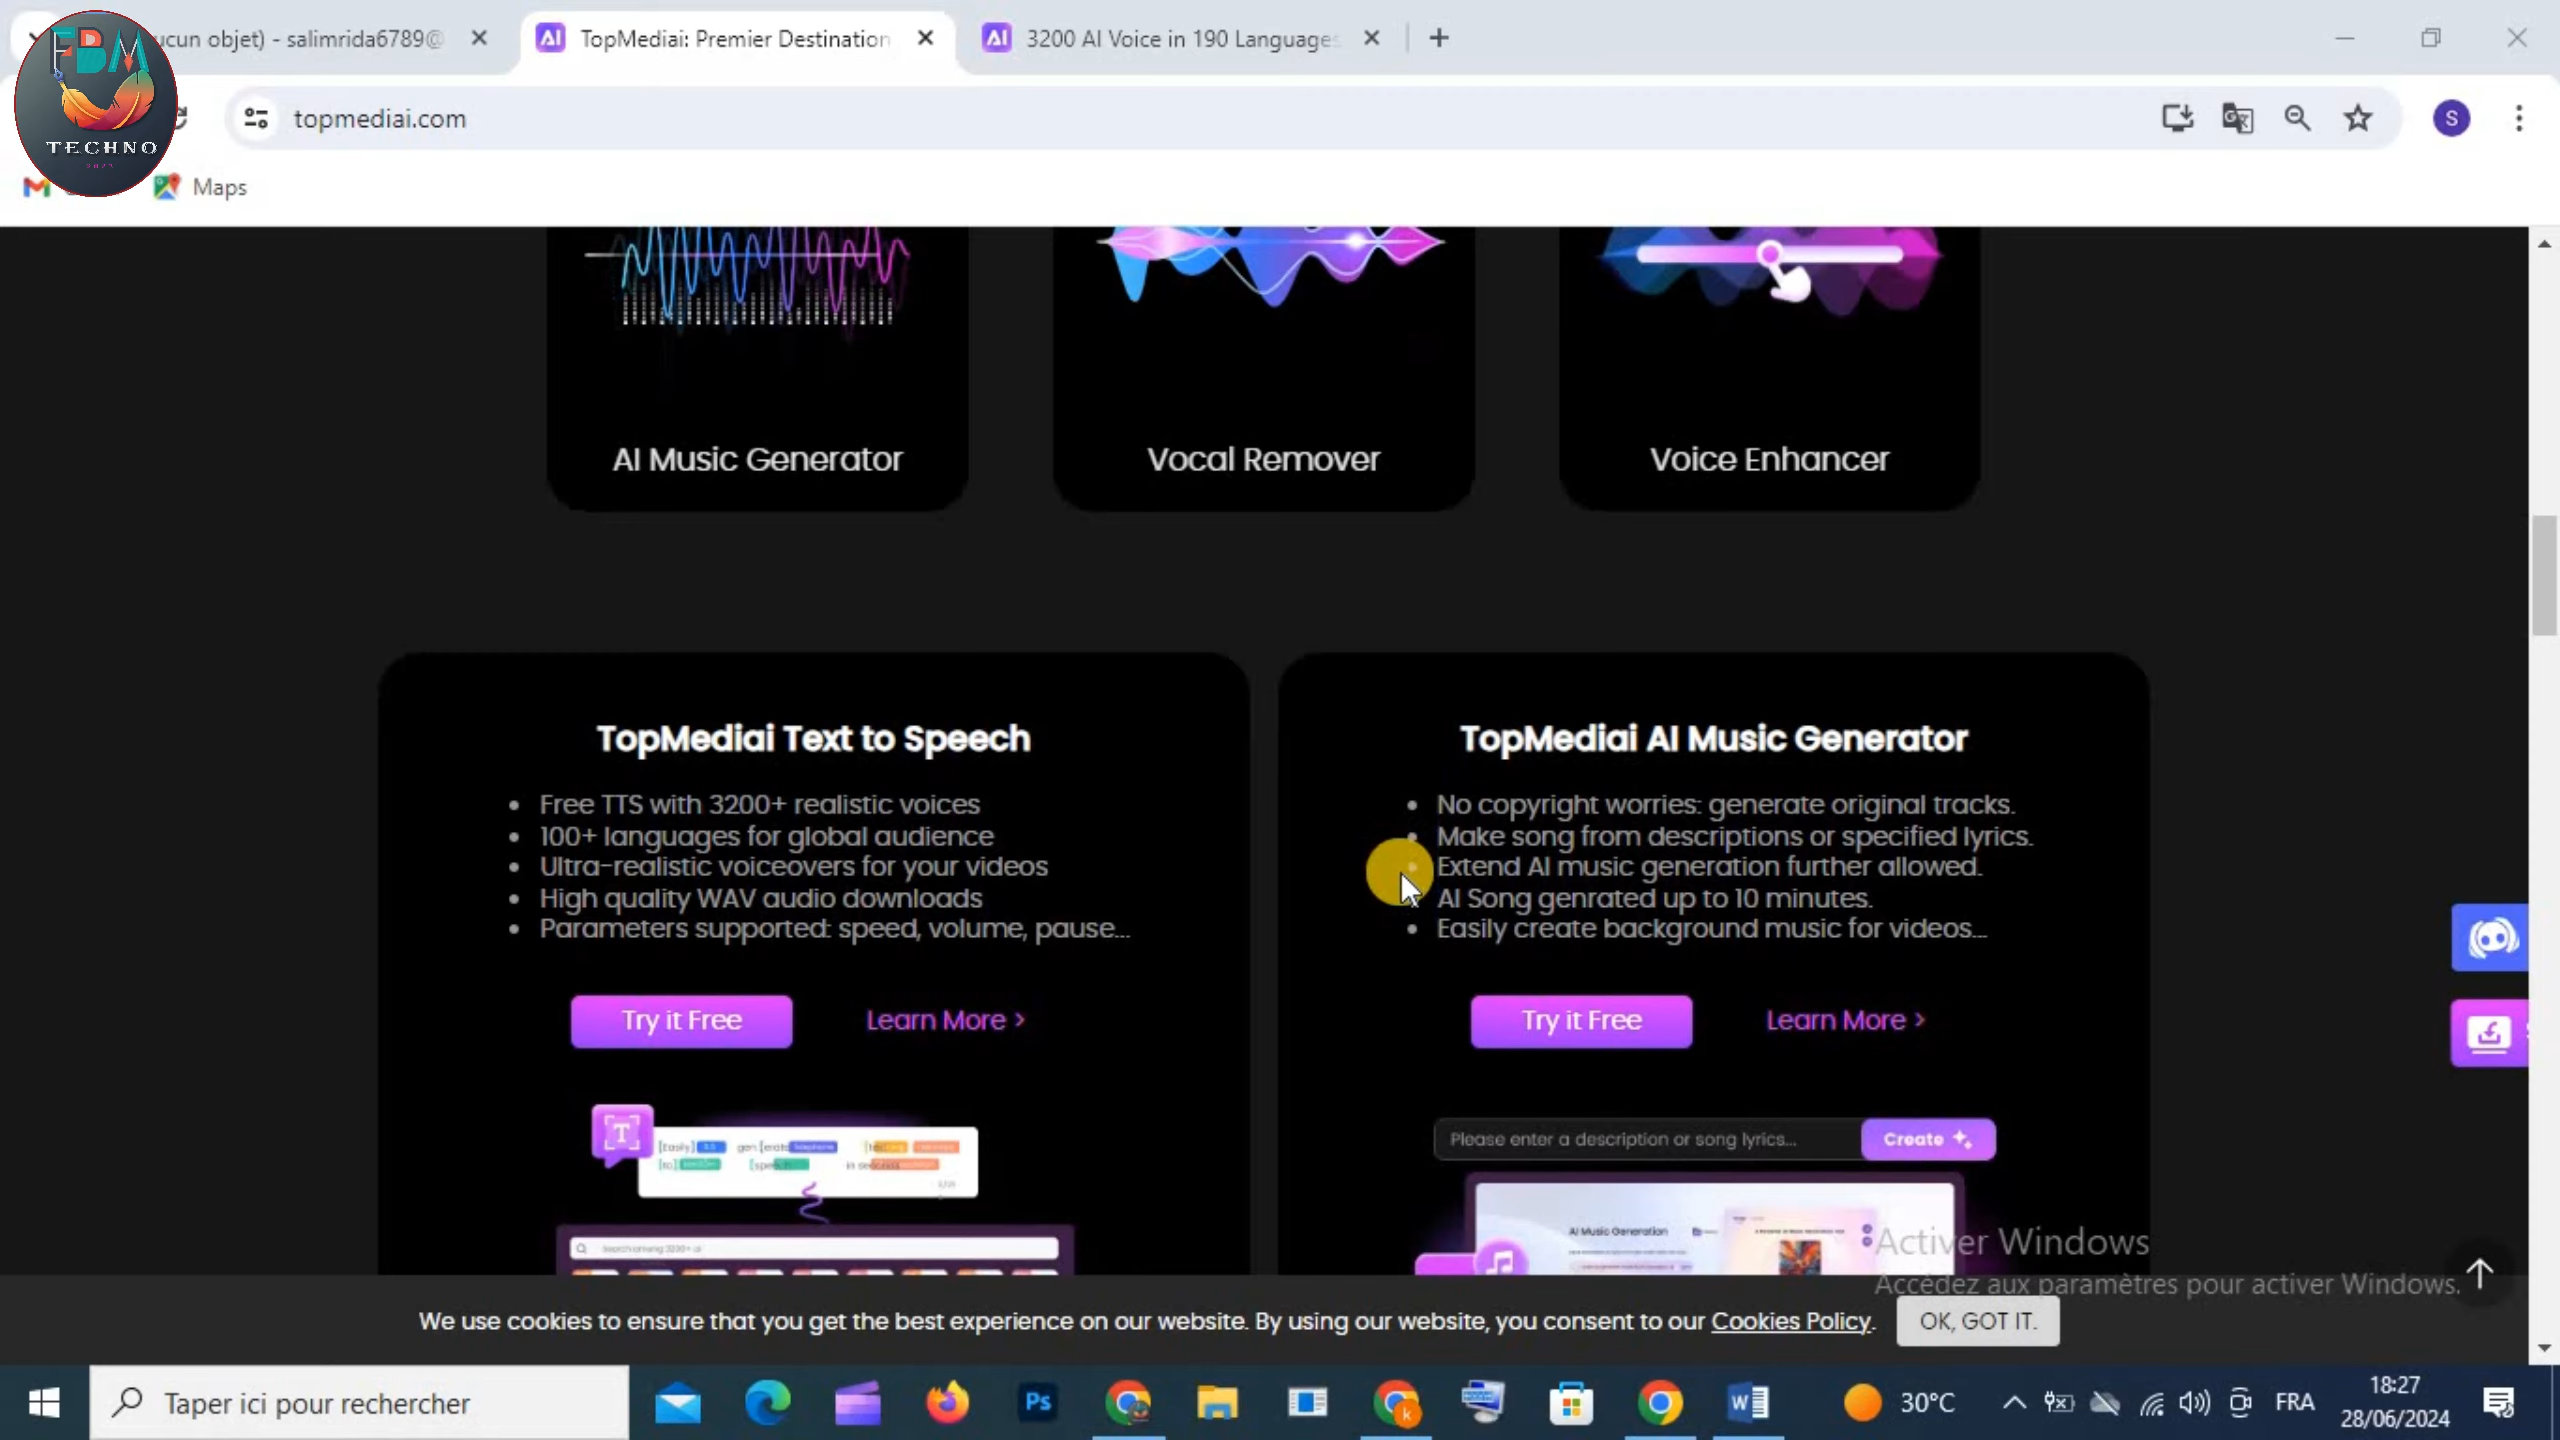 FBM
TECHNO
2023
ucun objet) - salimrida6789@
TopMediai: Premier Destination
3200 AI Voice in 190 Languages
topmediai.com
S
Maps
AI Music Generator
Vocal Remover
Voice Enhancer
TopMediai Text to Speech
Free TTS with 3200+ realistic voices
100+ languages for global audience
Ultra-realistic voiceovers for your videos
High quality WAV audio downloads
Parameters supported: speed, volume, pause...
Try it Free
Learn More >
TopMediai AI Music Generator
No copyright worries: generate original tracks.
Make song from descriptions or specified lyrics.
Extend AI music generation further allowed.
AI Song genrated up to 10 minutes.
Easily create background music for videos...
Try it Free
Learn More >
Please enter a description or song lyrics...
Create
AI Music Generation
Search among 3200+ ai
Activer Windows
Accédez aux paramètres pour activer Windows.
We use cookies to ensure that you get the best experience on our website. By using our website, you consent to our Cookies Policy.
OK, GOT IT.
Taper ici pour rechercher
Ps
k
W
30°C
FRA
18:27
28/06/2024